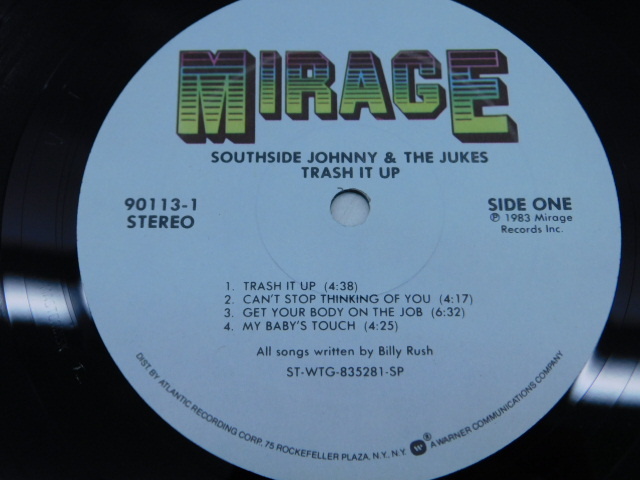 MIRAGE
SOUTHSIDE JOHNNY & THE JUKES
TRASH IT UP
90113-1
STEREO
SIDE ONE
℗ 1983 Mirage
Records Inc.
1. TRASH IT UP (4:38)
2. CAN'T STOP THINKING OF YOU (4:17)
3. GET YOUR BODY ON THE JOB (6:32)
4. MY BABY'S TOUCH (4:25)
All songs written by Billy Rush
ST-WTG-835281-SP
DIST. BY ATLANTIC RECORDING CORP. 75 ROCKEFELLER PLAZA, N.Y., N.Y. W ® A WARNER COMMUNICATIONS COMPANY